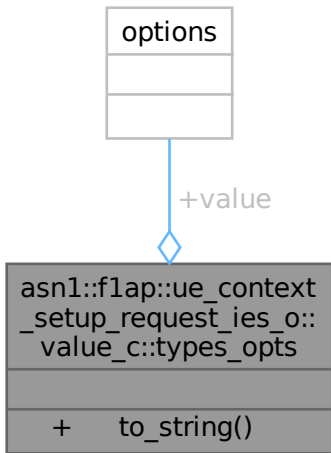 options
+value
asn1::f1ap::ue_context
_setup_request_ies_o::
value_c::types_opts
+ to_string()